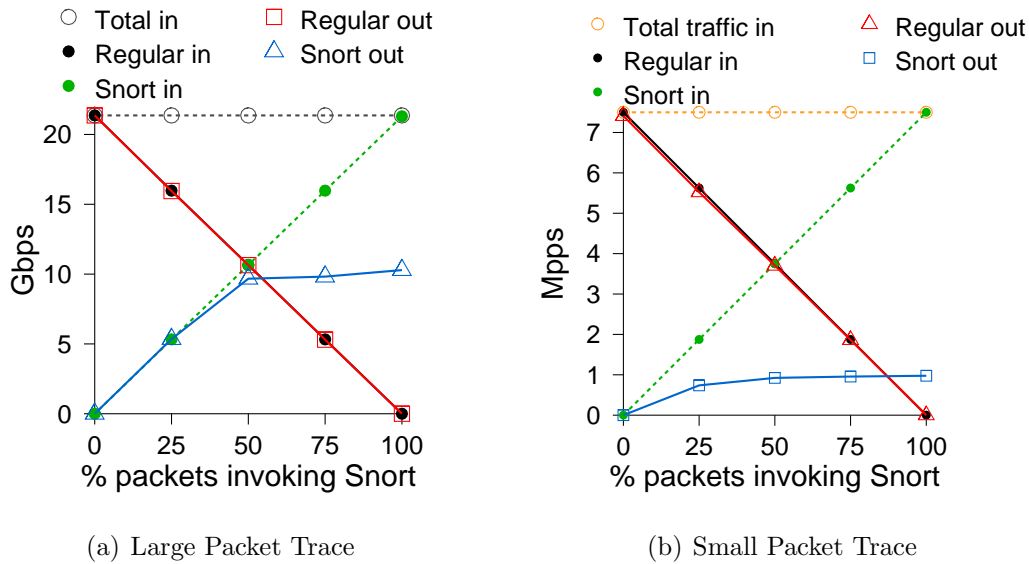 Total in
Regular out
Regular in
Snort out
Snort in
20
15
10
5
0
Gbps
0 25 50 75 100
% packets invoking Snort
(a) Large Packet Trace
Total traffic in
Regular out
Regular in
Snort out
Snort in
7
6
5
4
3
2
1
0
Mpps
0 25 50 75 100
% packets invoking Snort
(b) Small Packet Trace